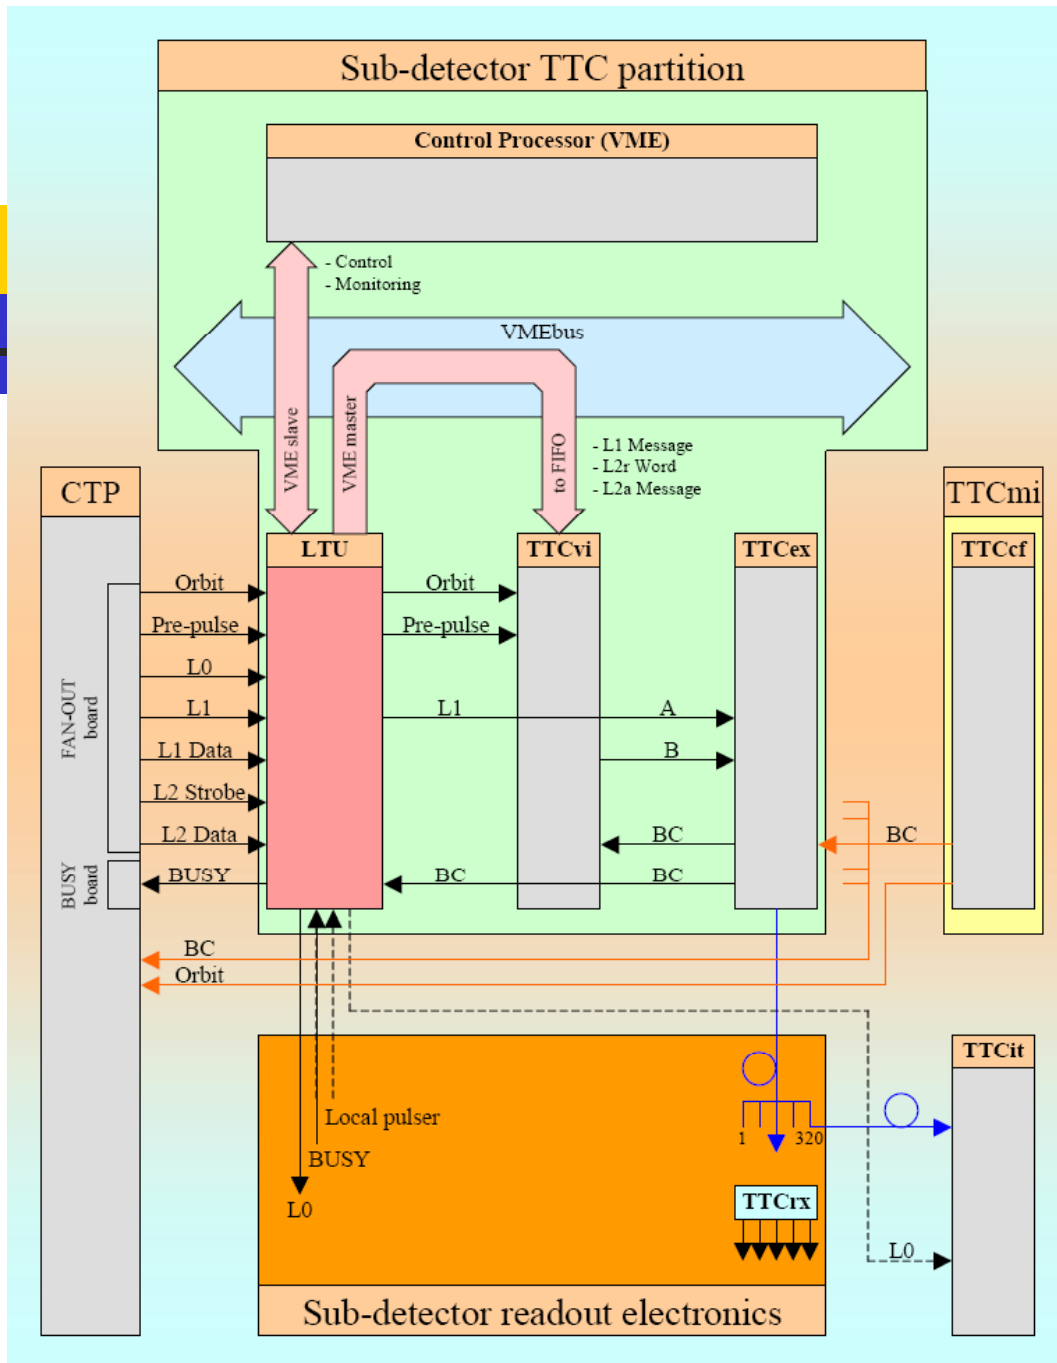 Sub-detector TTC partition
Control Processor (VME)
- Control
- Monitoring
VMEbus
VME slave
VME master
to FIFO
- L1 Message
- L2r Word
- L2a Message
CTP
LTU
TTCvi
TTCex
TTCmi
TTCcf
FAN-OUT
board
BUSY
board
Orbit
Pre-pulse
L0
L1
L1 Data
L2 Strobe
L2 Data
BUSY
Orbit
Pre-pulse
L1
A
B
BC
BC
BC
BC
BC
Orbit
TTCit
Local pulser
BUSY
L0
1
320
TTCrx
L0
Sub-detector readout electronics